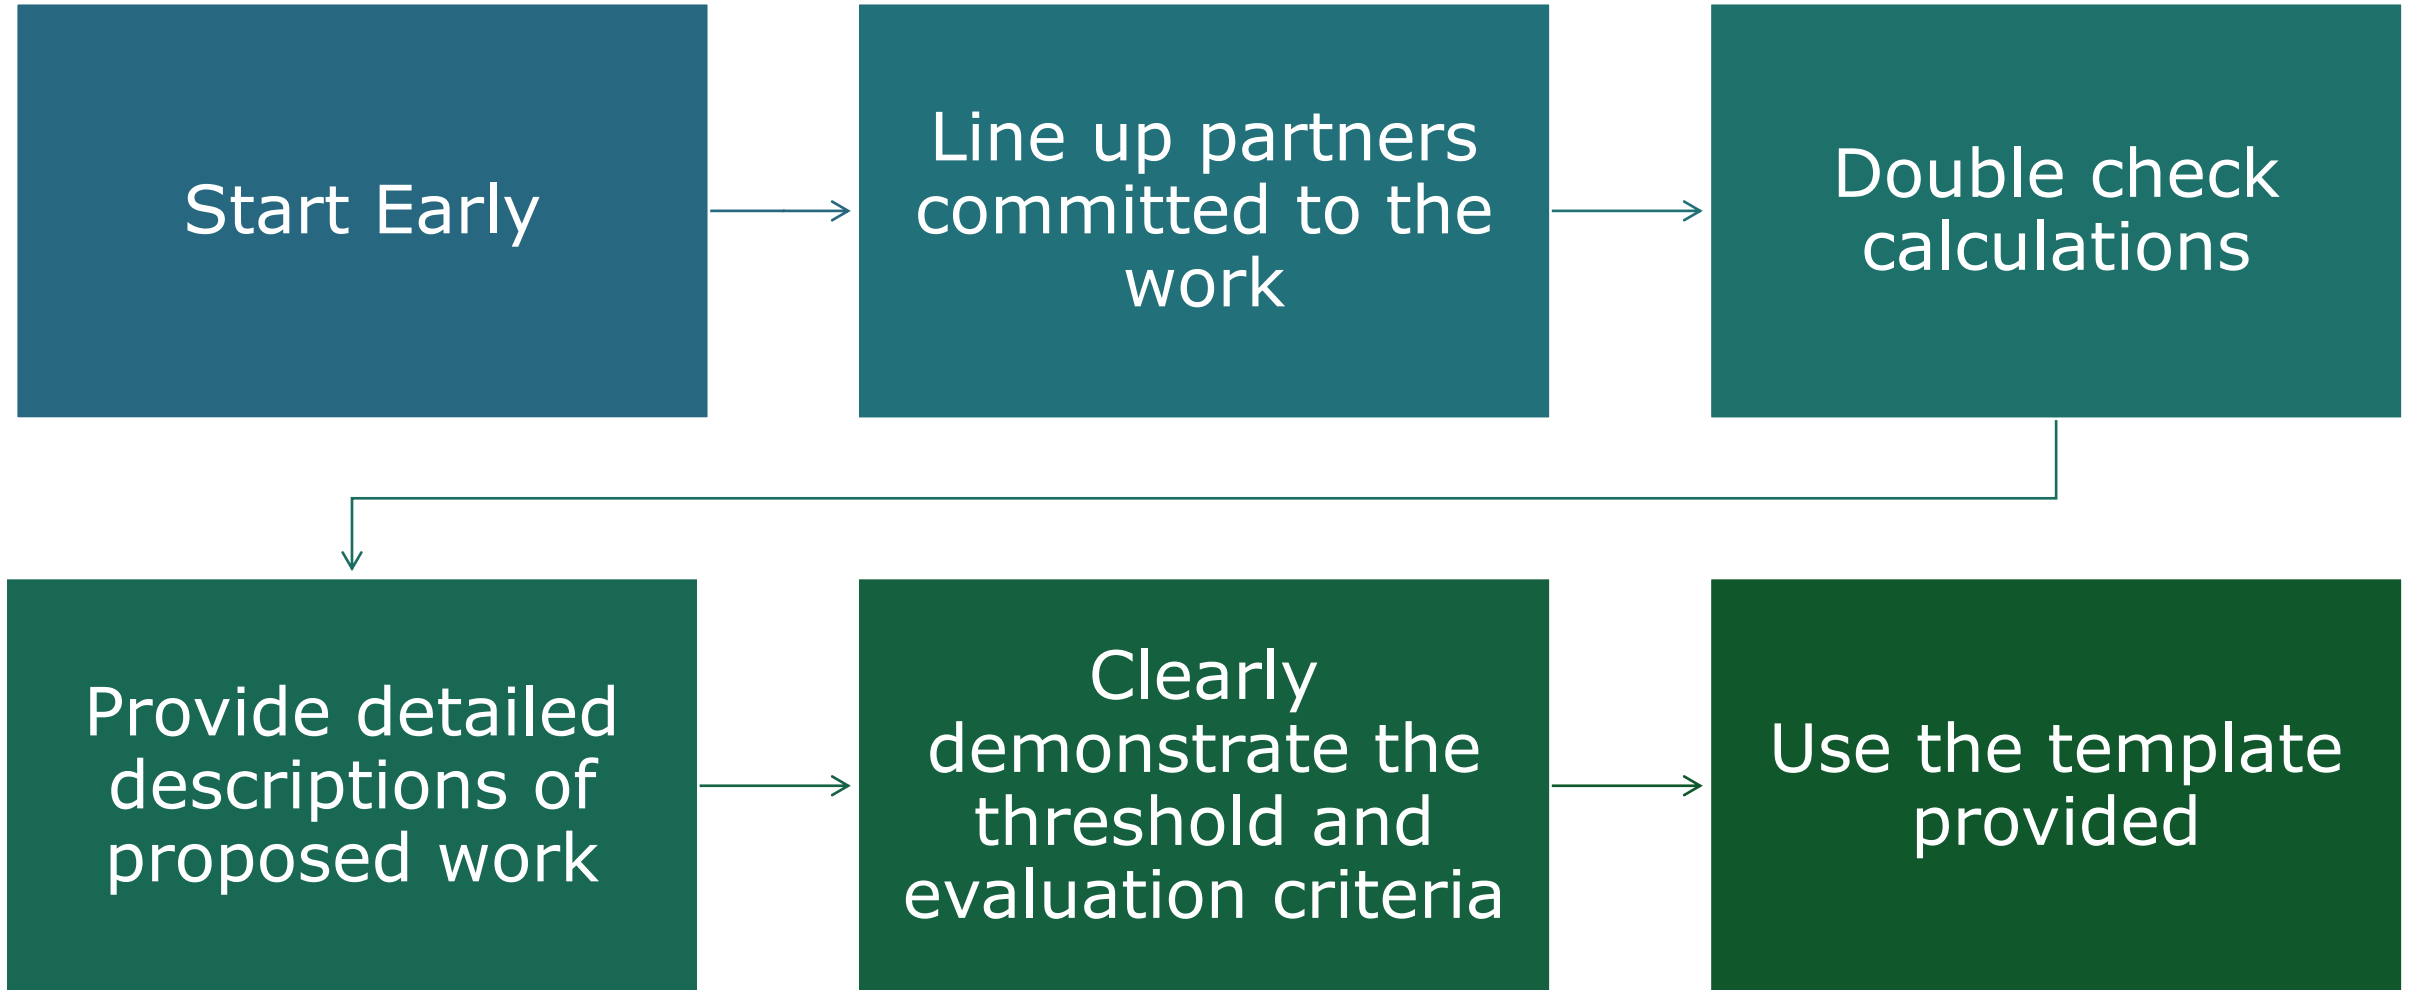 Start Early
Line up partners
committed to the
work
Double check
calculations
Provide detailed
descriptions of
proposed work
Clearly
demonstrate the
threshold and
evaluation criteria
Use the template
provided